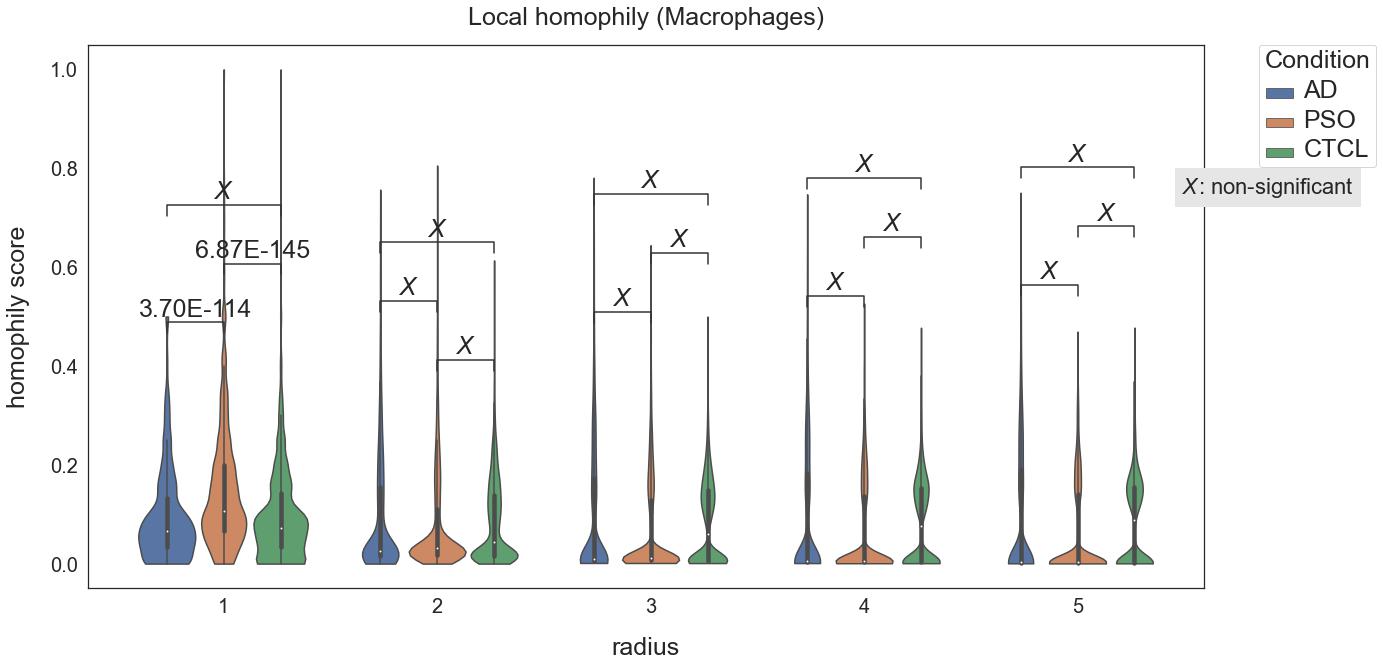 Local homophily (Macrophages)
homophily score
1.0
0.8
0.6
0.4
0.2
0.0
X
6.87E-145
3.70E-114
X
X
X
X
X
X
X
X
X
X
X
X
1
2
3
4
5
radius
Condition
AD
PSO
CTCL
X: non-significant